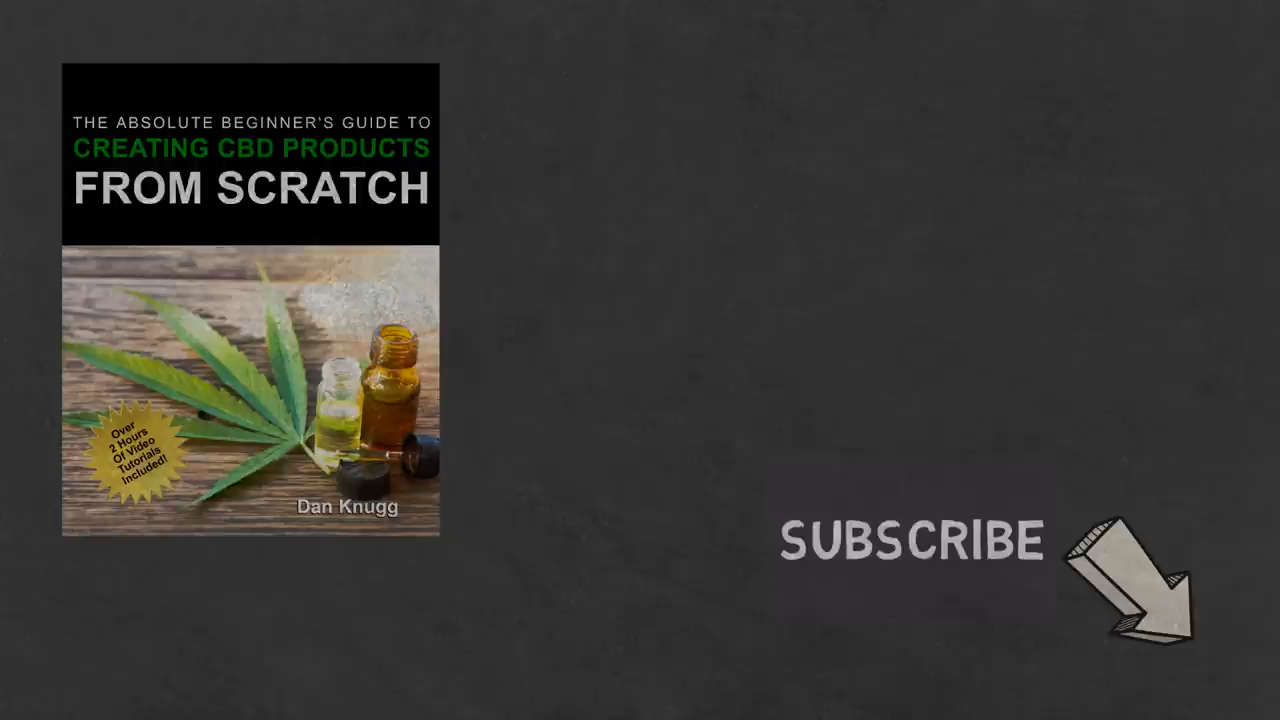 THE ABSOLUTE BEGINNER'S GUIDE TO
CREATING CBD PRODUCTS
FROM SCRATCH
Over
2 Hours
Of Video
Tutorials
Included!
Dan Knugg
SUBSCRIBE